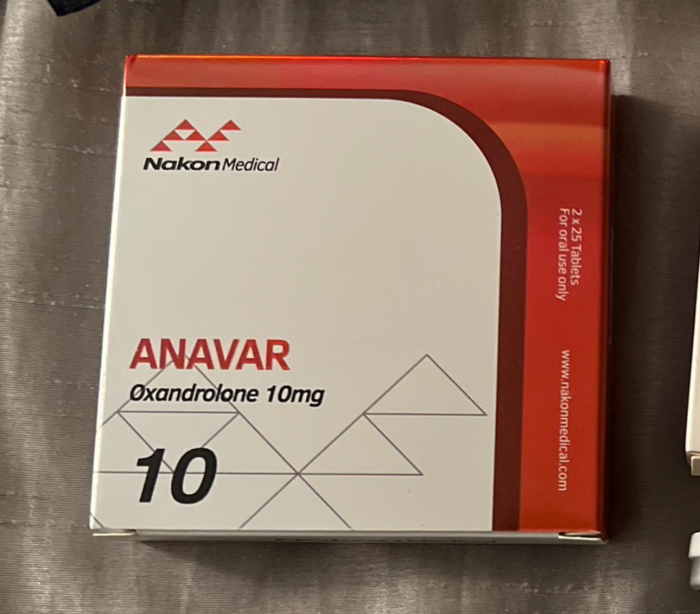 Nakon Medical
ANAVAR
Oxandrolone 10mg
10
2 x 25 Tablets
For oral use only
www.nakonmedical.com